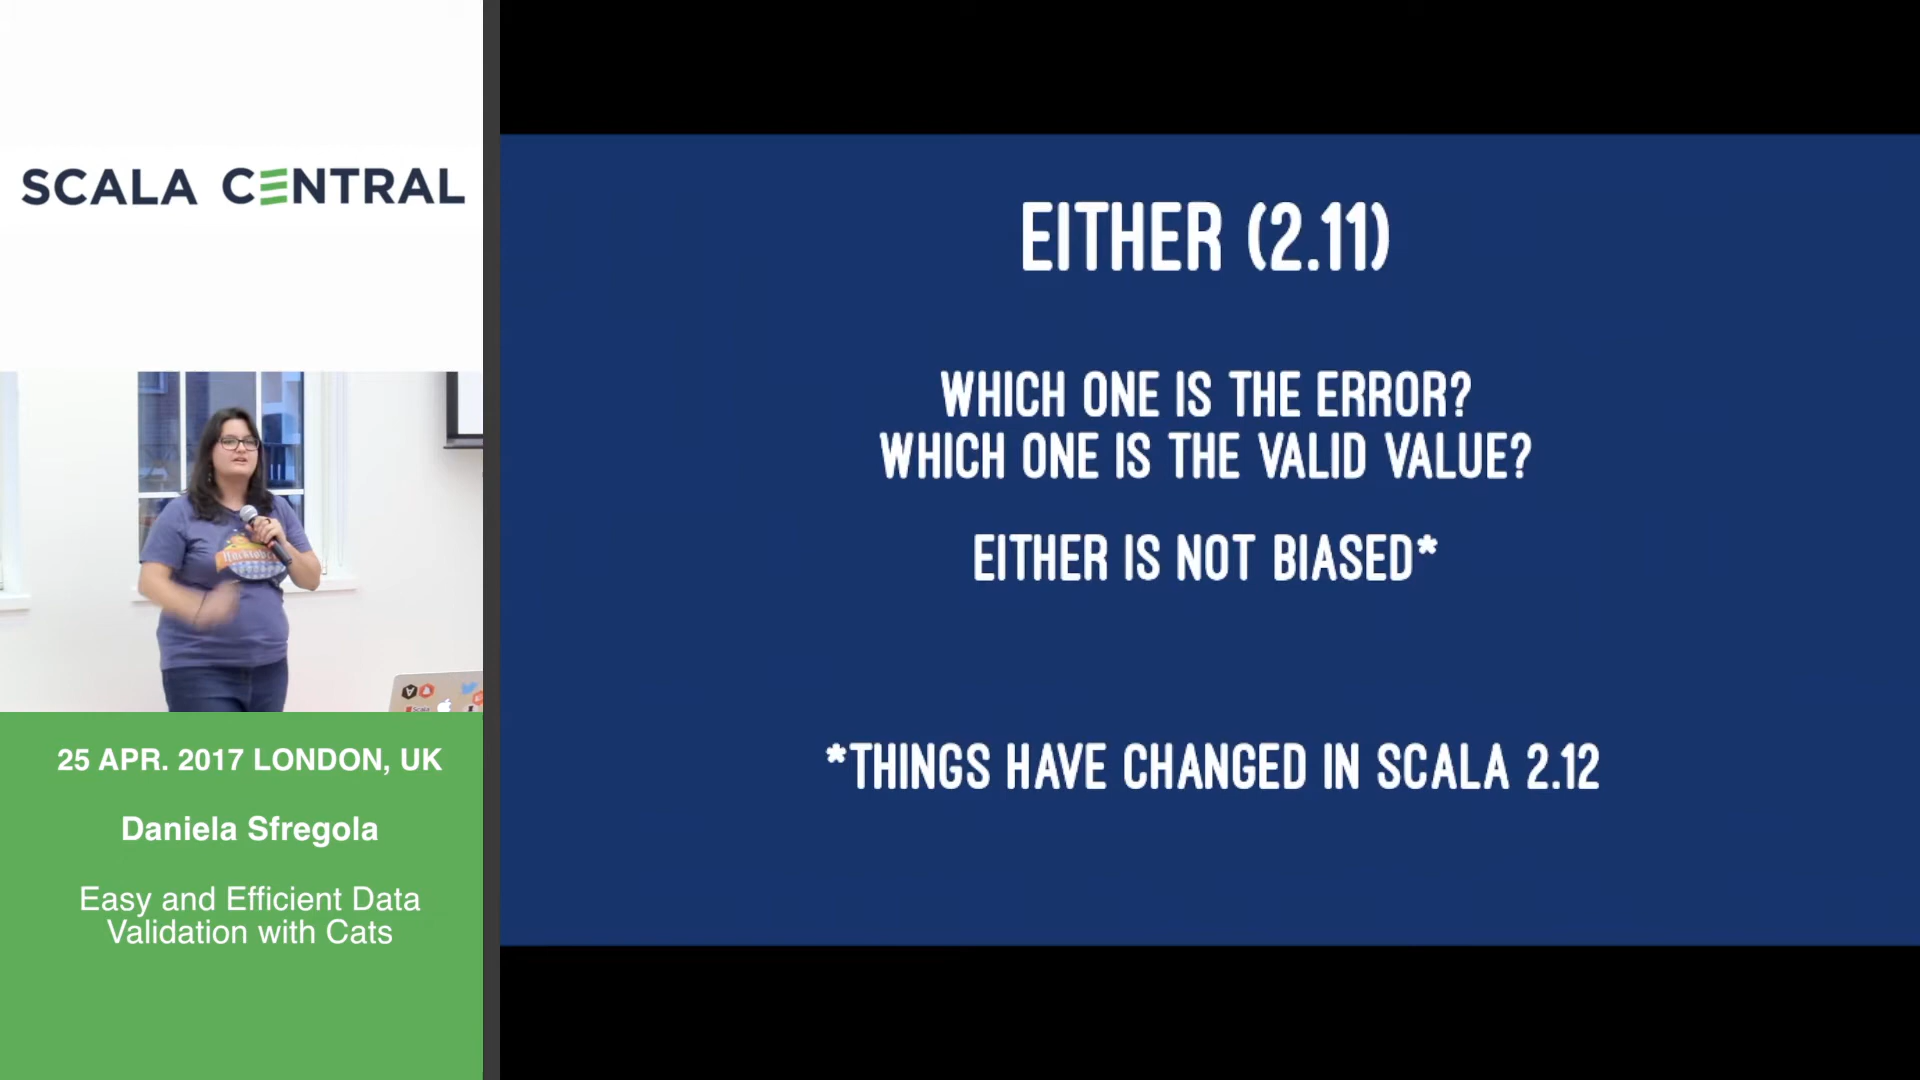 SCALA CENTRAL
25 APR. 2017 LONDON, UK
Daniela Sfregola
Easy and Efficient Data
Validation with Cats
EITHER (2.11)
WHICH ONE IS THE ERROR?
WHICH ONE IS THE VALID VALUE?
EITHER IS NOT BIASED*
*THINGS HAVE CHANGED IN SCALA 2.12